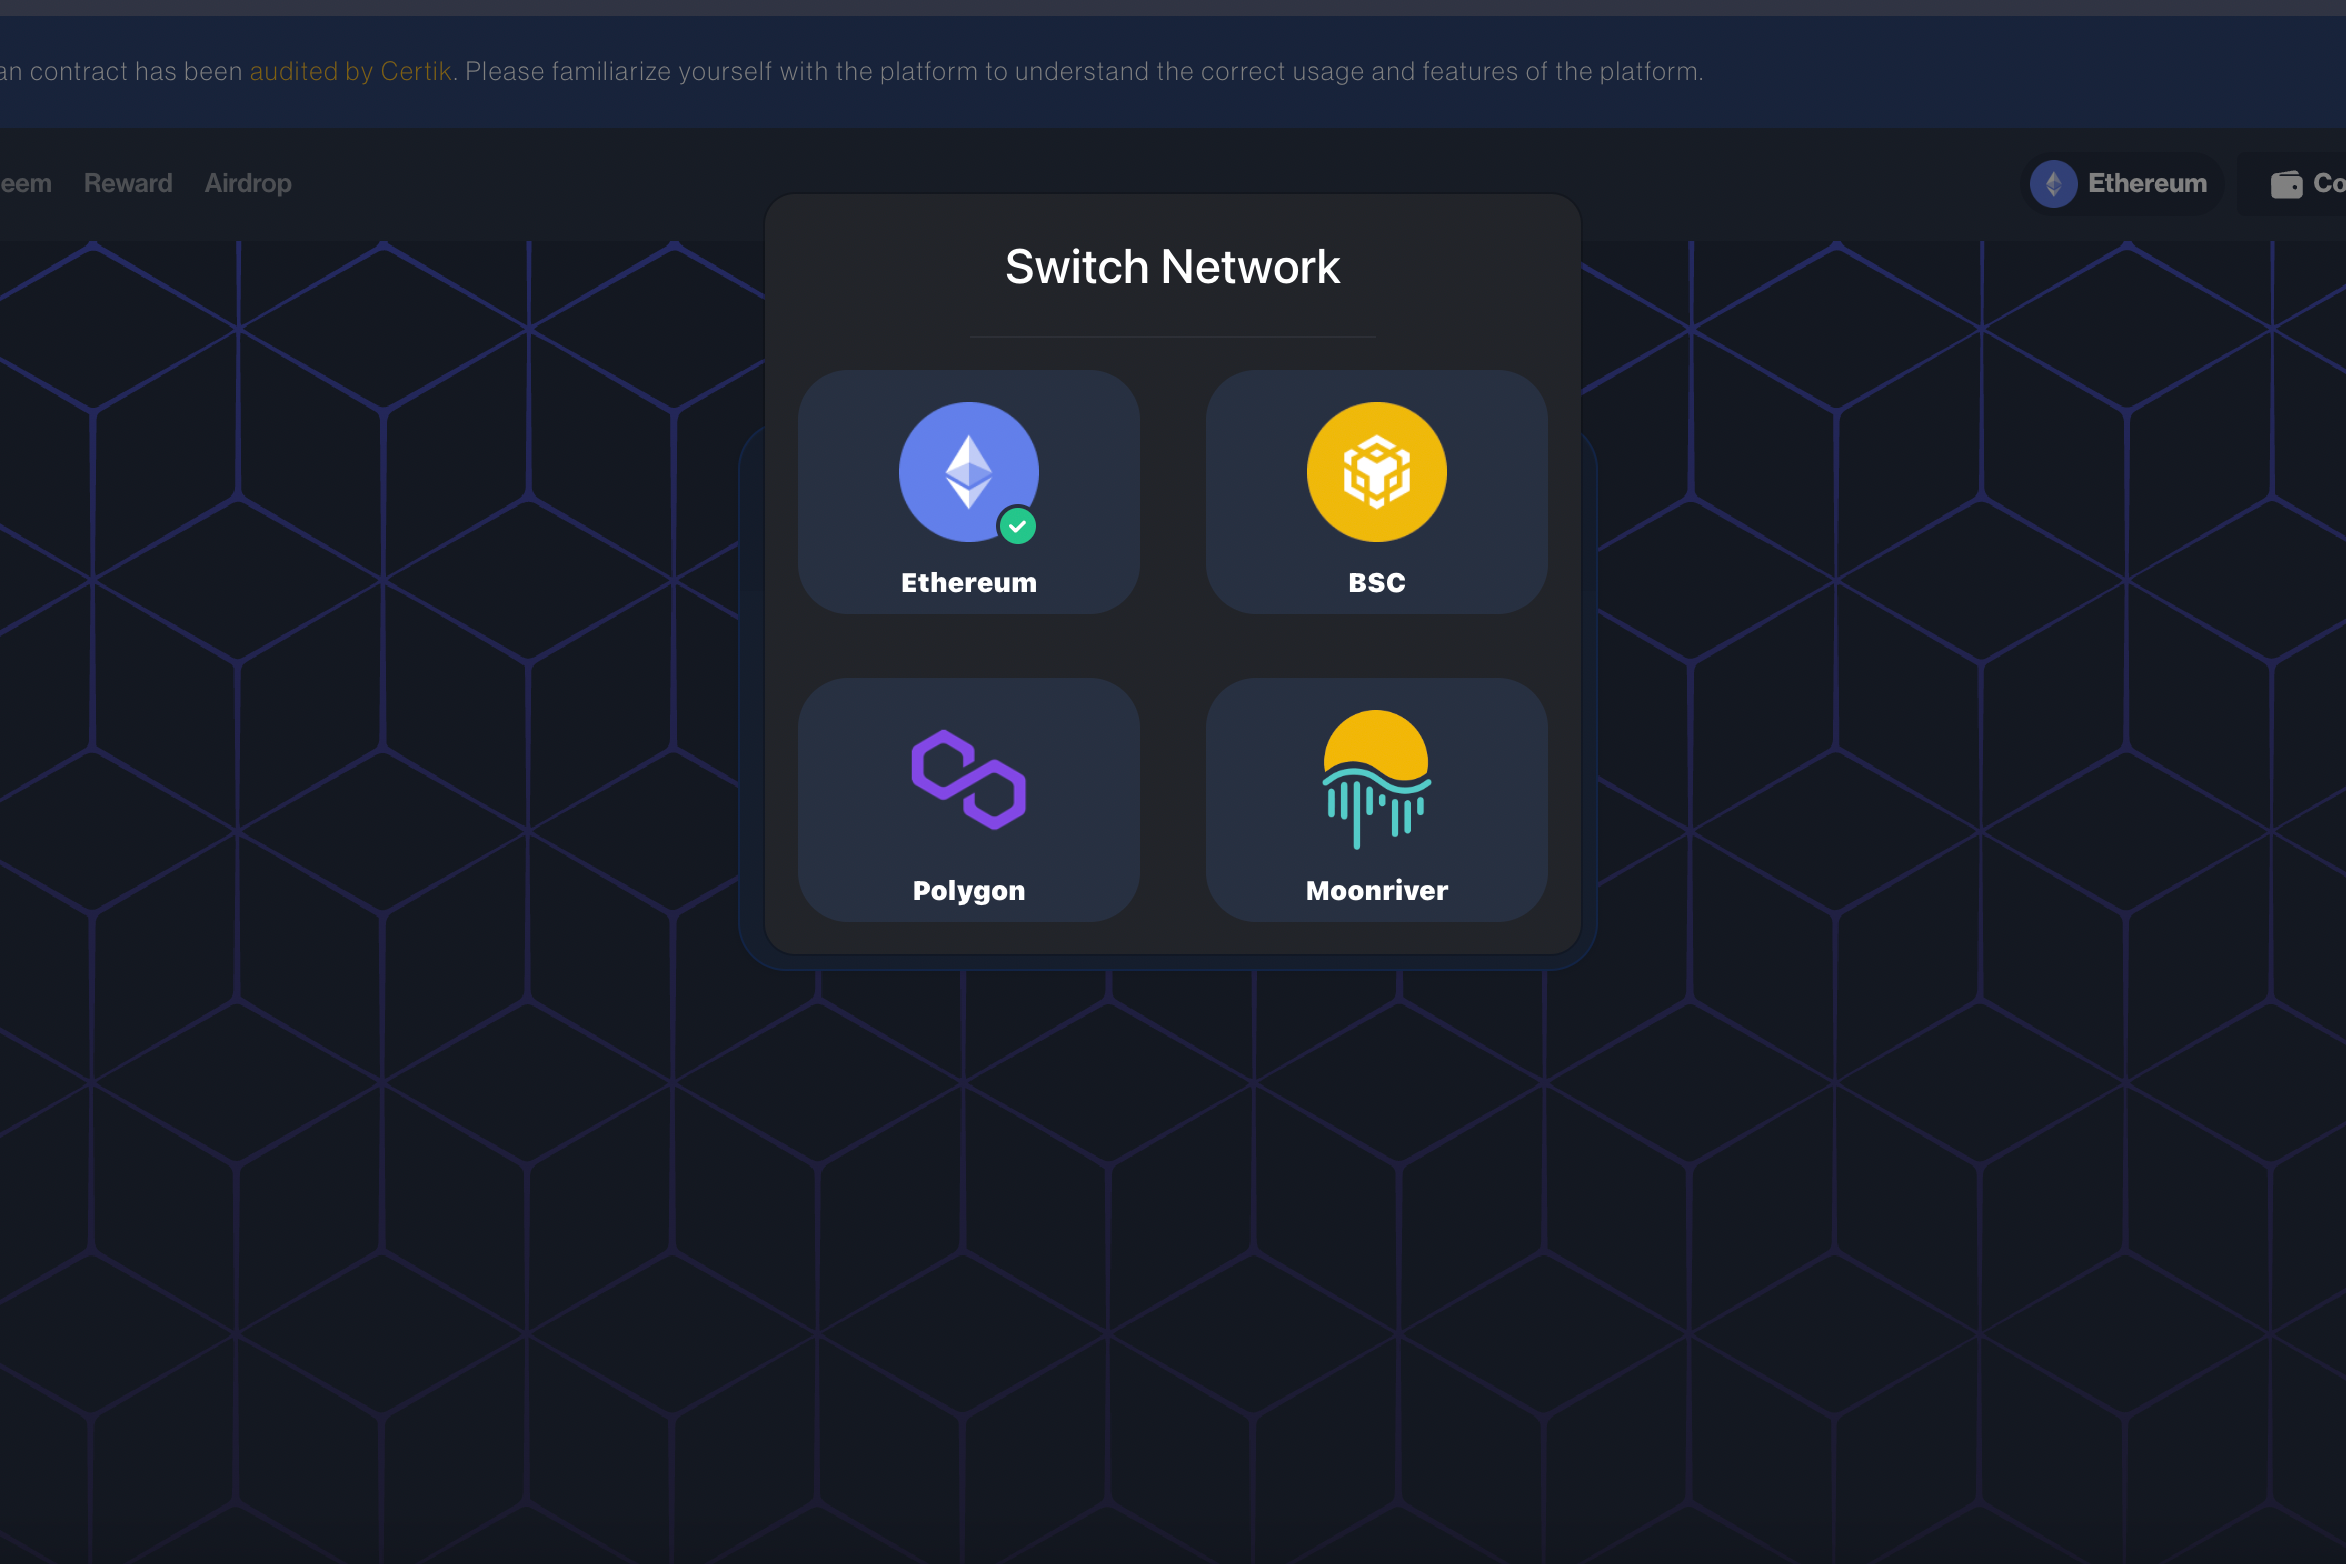 an contract has been audited by Certik. Please familiarize yourself with the platform to understand the correct usage and features of the platform.
eem Reward Airdrop Ethereum Co
Switch Network
Ethereum BSC
Polygon Moonriver